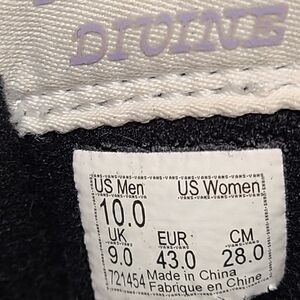 DIVINE
US Men US Women
10.0
UK EUR CM
9.0 43.0 28.0
721454 Made in China
Fabrique en Chine